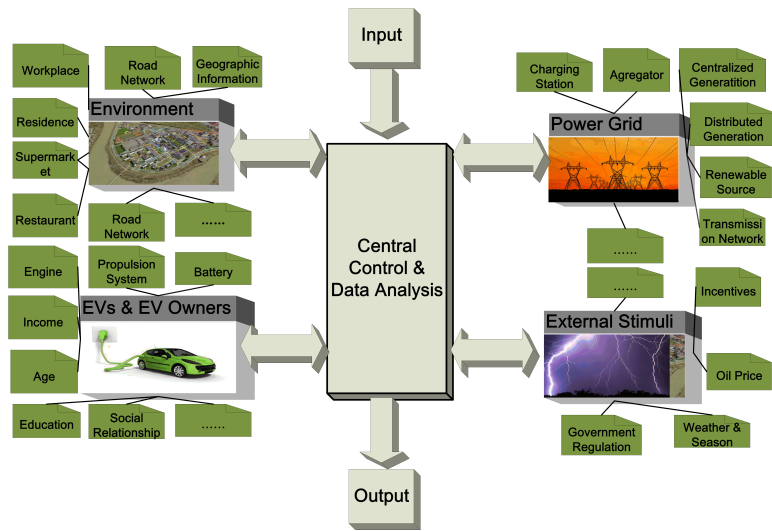 Input
Workplace
Road
Network
Geographic
Information
Environment
Residence
Supermark
et
Restaurant
Road
Network
......
Charging
Station
Agregator
Centralized
Generatition
Power Grid
Distributed
Generation
Renewable
Source
Transmissi
on Network
......
Central
Control &
Data Analysis
Engine
Propulsion
System
Battery
EVs & EV Owners
Income
Age
Education
Social
Relationship
......
......
Incentives
External Stimuli
Oil Price
Government
Regulation
Weather &
Season
Output